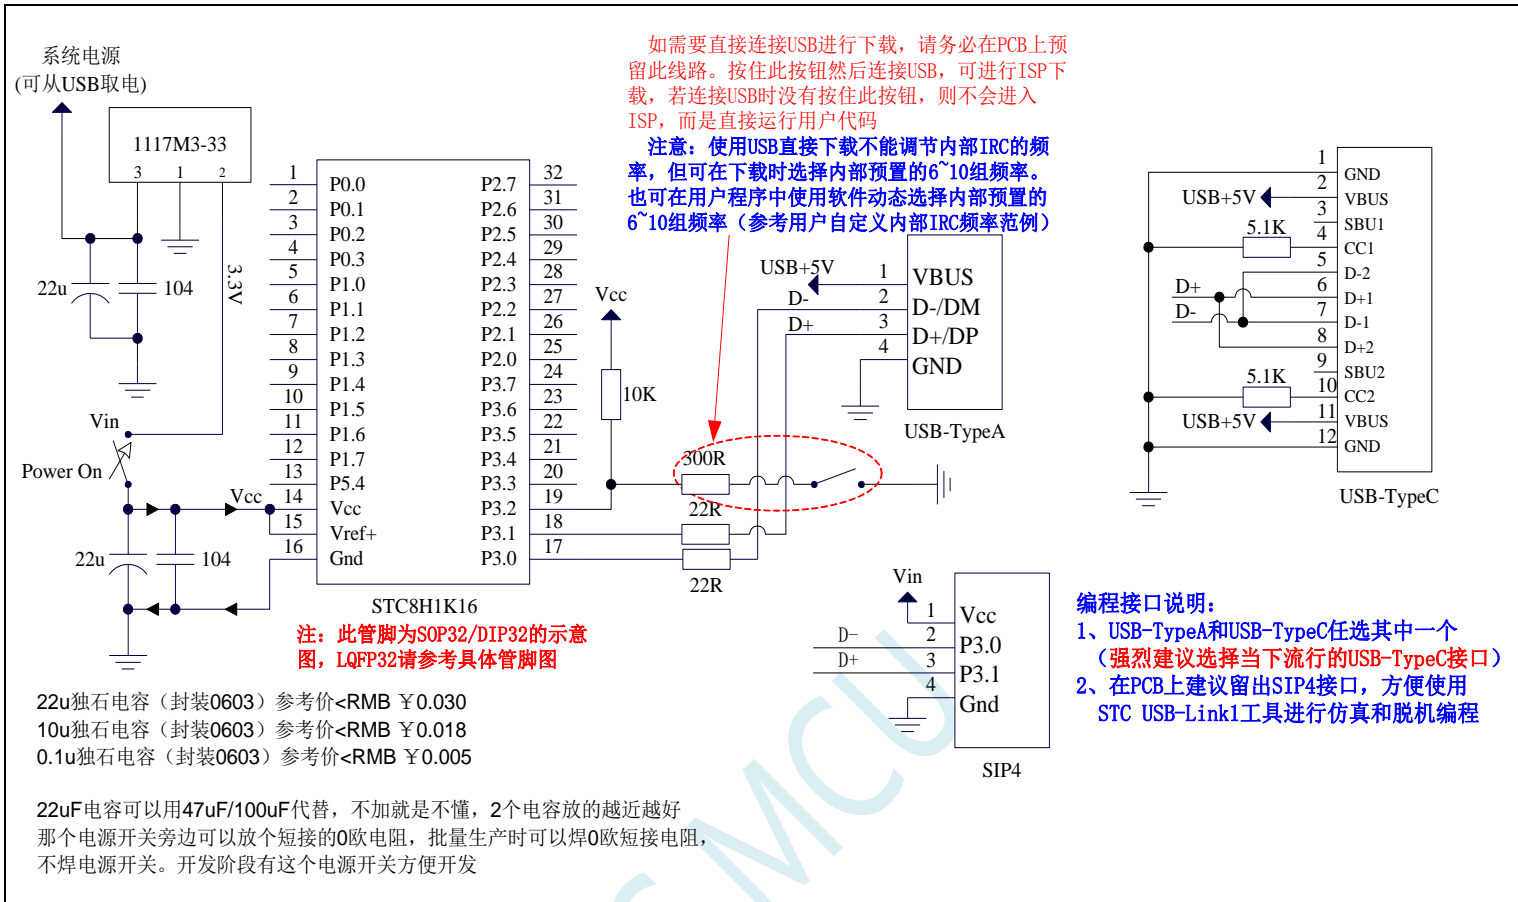 系统电源
(可从USB取电)
1117M3-33
3 1 2
22u
104
3.3V
Vin
Power On
Vcc
22u
104
1 P0.0
2 P0.1
3 P0.2
4 P0.3
5 P1.0
6 P1.1
7 P1.2
8 P1.3
9 P1.4
10 P1.5
11 P1.6
12 P1.7
13 P5.4
14 Vcc
15 Vref+
16 Gnd
P2.7 32
P2.6 31
P2.5 30
P2.4 29
P2.3 28
P2.2 27
P2.1 26
P2.0 25
P3.7 24
P3.6 23
P3.5 22
P3.4 21
P3.3 20
P3.2 19
P3.1 18
P3.0 17
STC8H1K16
注：此管脚为SOP32/DIP32的示意
图，LQFP32请参考具体管脚图
如需要直接连接USB进行下载，请务必在PCB上预
留此线路。按住此按钮然后连接USB，可进行ISP下
载，若连接USB时没有按住此按钮，则不会进入
ISP，而是直接运行用户代码
注意：使用USB直接下载不能调节内部IRC的频
率，但可在下载时选择内部预置的6~10组频率。
也可在用户程序中使用软件动态选择内部预置的
6~10组频率（参考用户自定义内部IRC频率范例）
Vcc
10K
300R
22R
22R
USB+5V
D-
D+
1 VBUS
2 D-/DM
3 D+/DP
4 GND
USB-TypeA
USB+5V
5.1K
D+
D-
5.1K
USB+5V
1 GND
2 VBUS
3 SBU1
4 CC1
5 D-2
6 D+1
7 D-1
8 D+2
9 SBU2
10 CC2
11 VBUS
12 GND
USB-TypeC
Vin
D-
D+
1 Vcc
2 P3.0
3 P3.1
4 Gnd
SIP4
编程接口说明：
1、USB-TypeA和USB-TypeC任选其中一个
（强烈建议选择当下流行的USB-TypeC接口）
2、在PCB上建议留出SIP4接口，方便使用
STC USB-Link1工具进行仿真和脱机编程
22u独石电容（封装0603）参考价<RMB ￥0.030
10u独石电容（封装0603）参考价<RMB ￥0.018
0.1u独石电容（封装0603）参考价<RMB ￥0.005
22uF电容可以用47uF/100uF代替，不加就是不懂，2个电容放的越近越好
那个电源开关旁边可以放个短接的0欧电阻，批量生产时可以焊0欧短接电阻，
不焊电源开关。开发阶段有这个电源开关方便开发
MCU